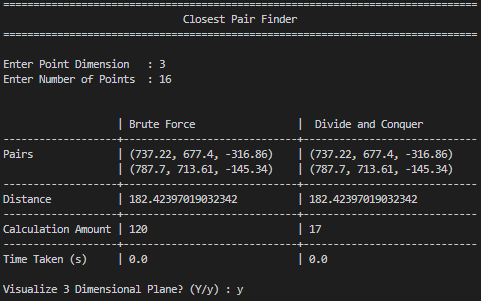 ================================================================================
Closest Pair Finder
================================================================================
Enter Point Dimension   : 3
Enter Number of Points  : 16
                   | Brute Force                  |  Divide and Conquer
-------------------+------------------------------+-----------------------------
Pairs              | (737.22, 677.4, -316.86)     | (737.22, 677.4, -316.86)
                   | (787.7, 713.61, -145.34)     | (787.7, 713.61, -145.34)
-------------------+------------------------------+-----------------------------
Distance           | 182.42397019032342           | 182.42397019032342
-------------------+------------------------------+-----------------------------
Calculation Amount | 120                          | 17
-------------------+------------------------------+-----------------------------
Time Taken (s)     | 0.0                          | 0.0
Visualize 3 Dimensional Plane? (Y/y) : y